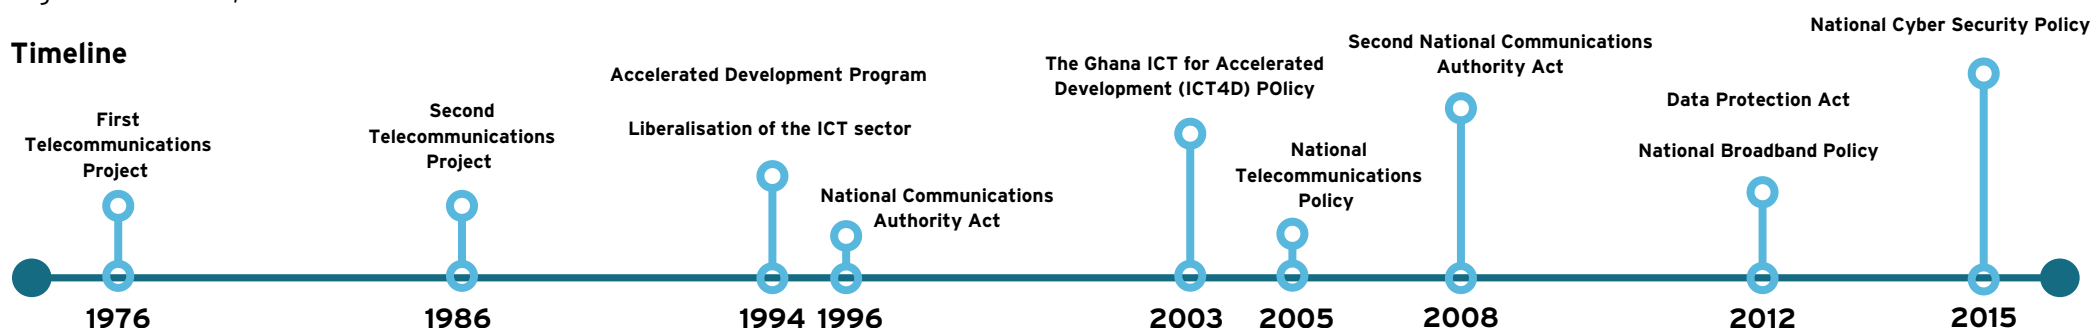 Timeline
First
Telecommunications
Project
Second
Telecommunications
Project
Accelerated Development Program
Liberalisation of the ICT sector
National Communications
Authority Act
The Ghana ICT for Accelerated
Development (ICT4D) POlicy
National
Telecommunications
Policy
Second National Communications
Authority Act
Data Protection Act
National Broadband Policy
National Cyber Security Policy
1976
1986
1994
1996
2003
2005
2008
2012
2015